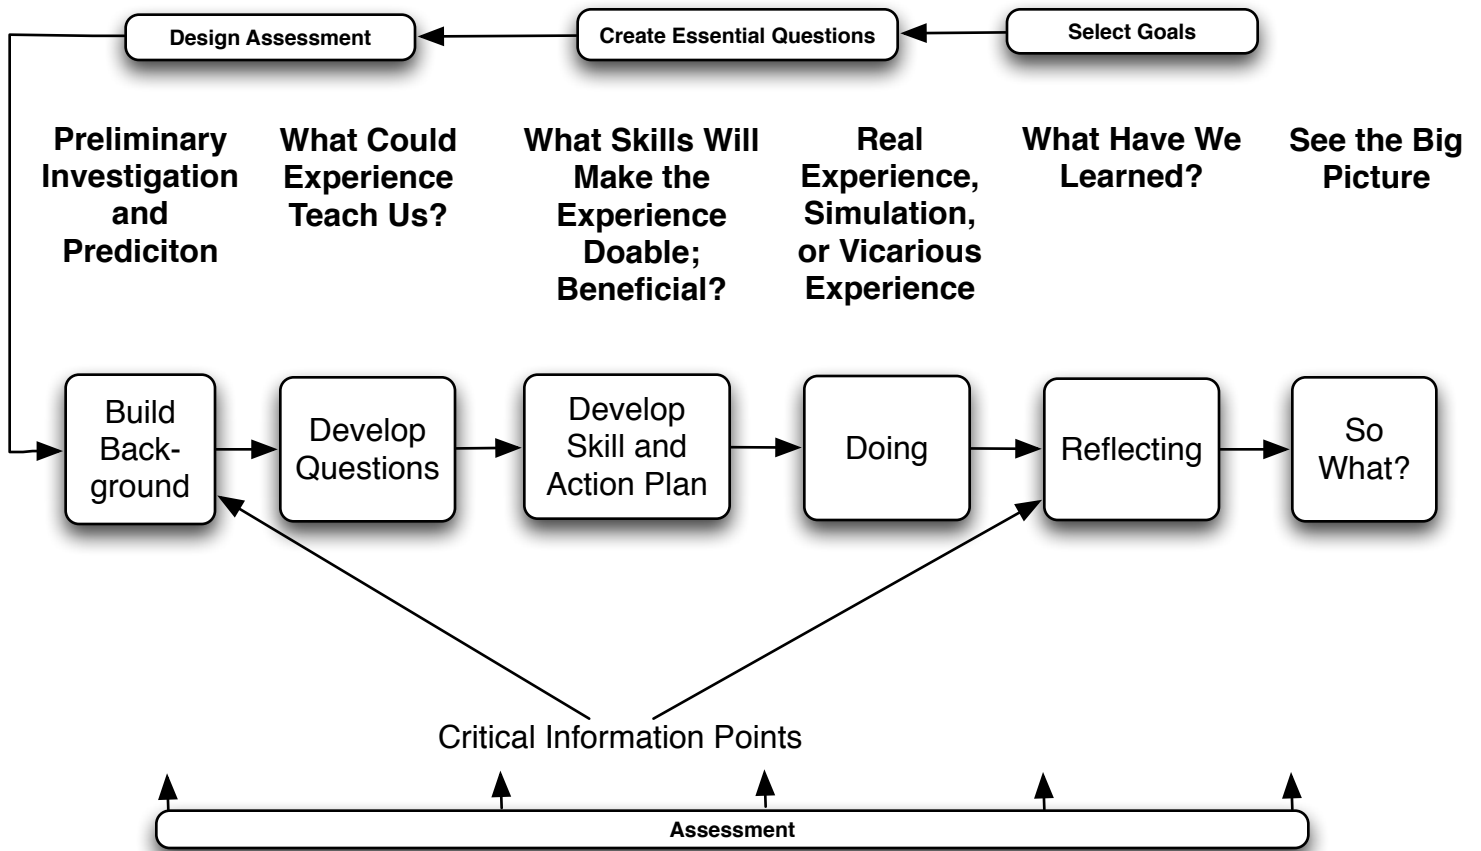 Design Assessment
Create Essential Questions
Select Goals
Preliminary
Investigation
and
Prediciton
What Could
Experience
Teach Us?
What Skills Will
Make the
Experience
Doable;
Beneficial?
Real
Experience,
Simulation,
or Vicarious
Experience
What Have We
Learned?
See the Big
Picture
Build
Back-
ground
Develop
Questions
Develop
Skill and
Action Plan
Doing
Reflecting
So
What?
Critical Information Points
Assessment